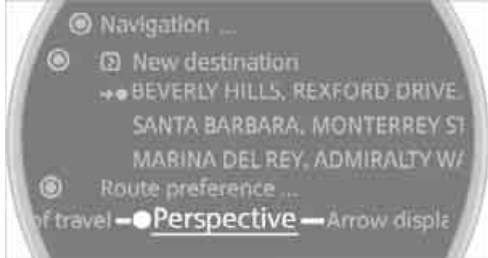 Navigation ...
New destination
BEVERLY HILLS, REXFORD DRIVE,
SANTA BARBARA, MONTERREY ST
MARINA DEL REY, ADMIRALTY W
Route preference ...
of travel Perspective Arrow displa